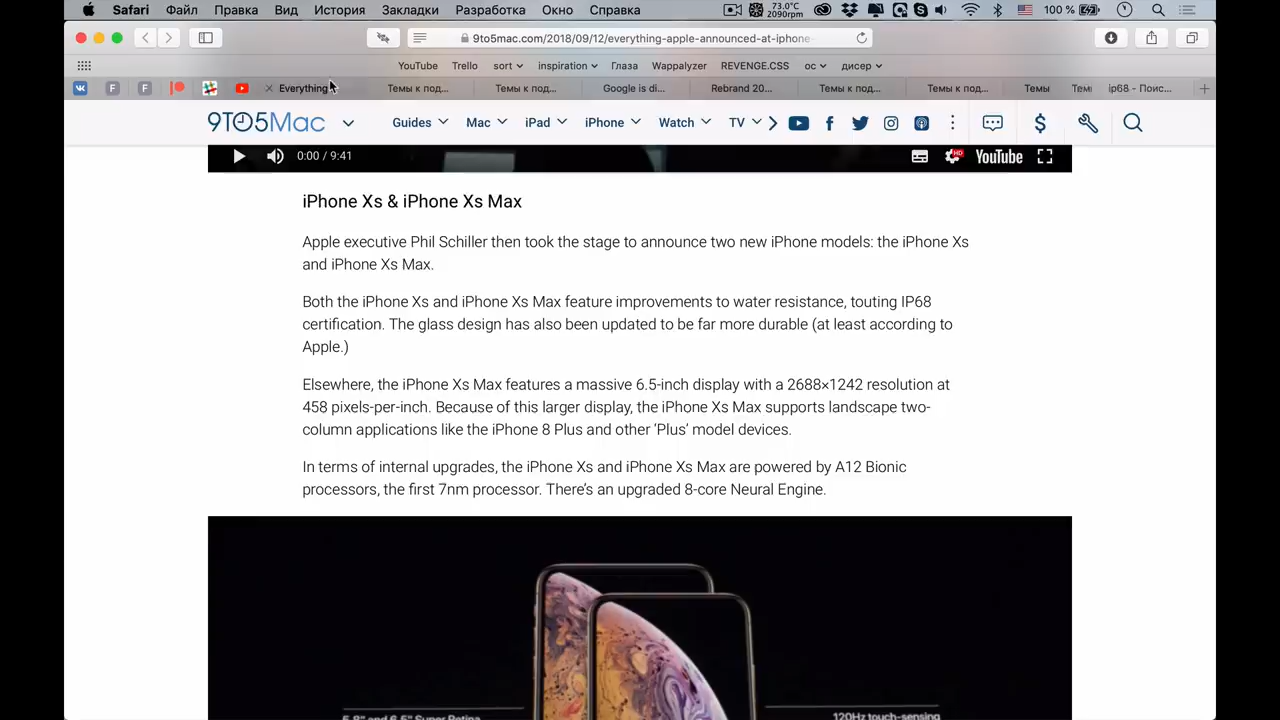 Safari Файл Правка Вид История Закладки Разработка Окно Справка 73.0°C 2090rpm 100 %
9to5mac.com/2018/09/12/everything-apple-announced-at-iphone-
YouTube Trello sort inspiration Глаза Wappalyzer REVENGE.CSS ос дисер
F F Everything Темы к под... Темы к под... Google is di... Rebrand 20... Темы к под... Темы к под... Темы Темы ip68 - Поис...
9TO5Mac Guides Mac iPad iPhone Watch TV
0:00 / 9:41 HD YouTube
iPhone Xs & iPhone Xs Max
Apple executive Phil Schiller then took the stage to announce two new iPhone models: the iPhone Xs
and iPhone Xs Max.
Both the iPhone Xs and iPhone Xs Max feature improvements to water resistance, touting IP68
certification. The glass design has also been updated to be far more durable (at least according to
Apple.)
Elsewhere, the iPhone Xs Max features a massive 6.5-inch display with a 2688×1242 resolution at
458 pixels-per-inch. Because of this larger display, the iPhone Xs Max supports landscape two-
column applications like the iPhone 8 Plus and other ‘Plus’ model devices.
In terms of internal upgrades, the iPhone Xs and iPhone Xs Max are powered by A12 Bionic
processors, the first 7nm processor. There’s an upgraded 8-core Neural Engine.
5.8" and 6.5" Super Retina 120Hz touch-sensing